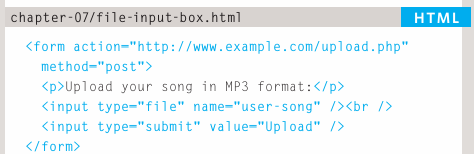 chapter-07/file-input-box.html HTML
<form action="http://www.example.com/upload.php"
method="post">
<p>Upload your song in MP3 format:</p>
<input type="file" name="user-song" /><br />
<input type="submit" value="Upload" />
</form>